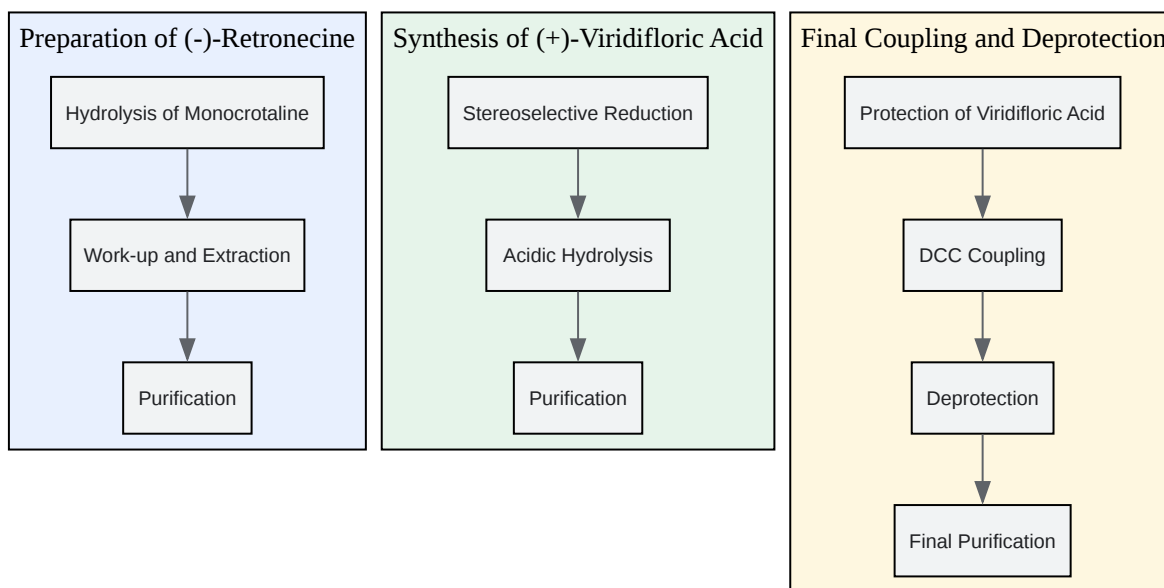 Preparation of (-)-Retronecine
Hydrolysis of Monocrotaline
Work-up and Extraction
Purification
Synthesis of (+)-Viridifloric Acid
Stereoselective Reduction
Acidic Hydrolysis
Purification
Final Coupling and Deprotection
Protection of Viridifloric Acid
DCC Coupling
Deprotection
Final Purification